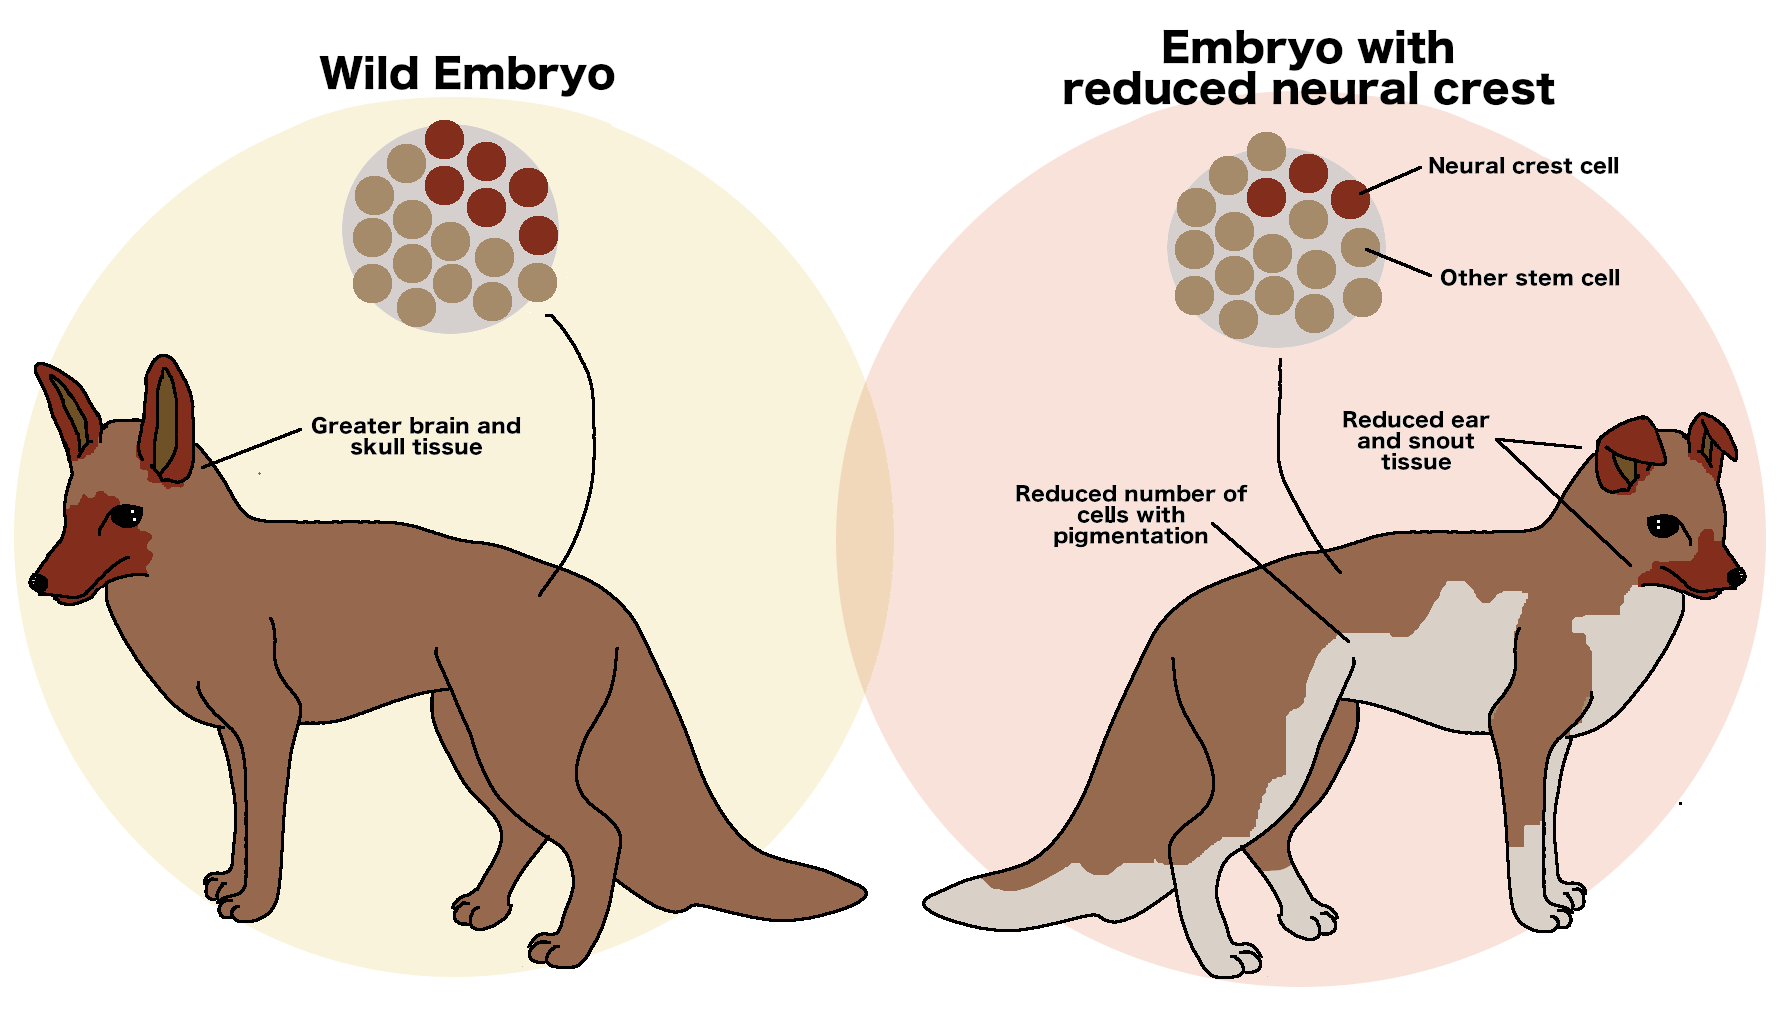 Wild Embryo
Greater brain and
skull tissue
Embryo with
reduced neural crest
Neural crest cell
Other stem cell
Reduced ear
and snout
tissue
Reduced number of
cells with
pigmentation